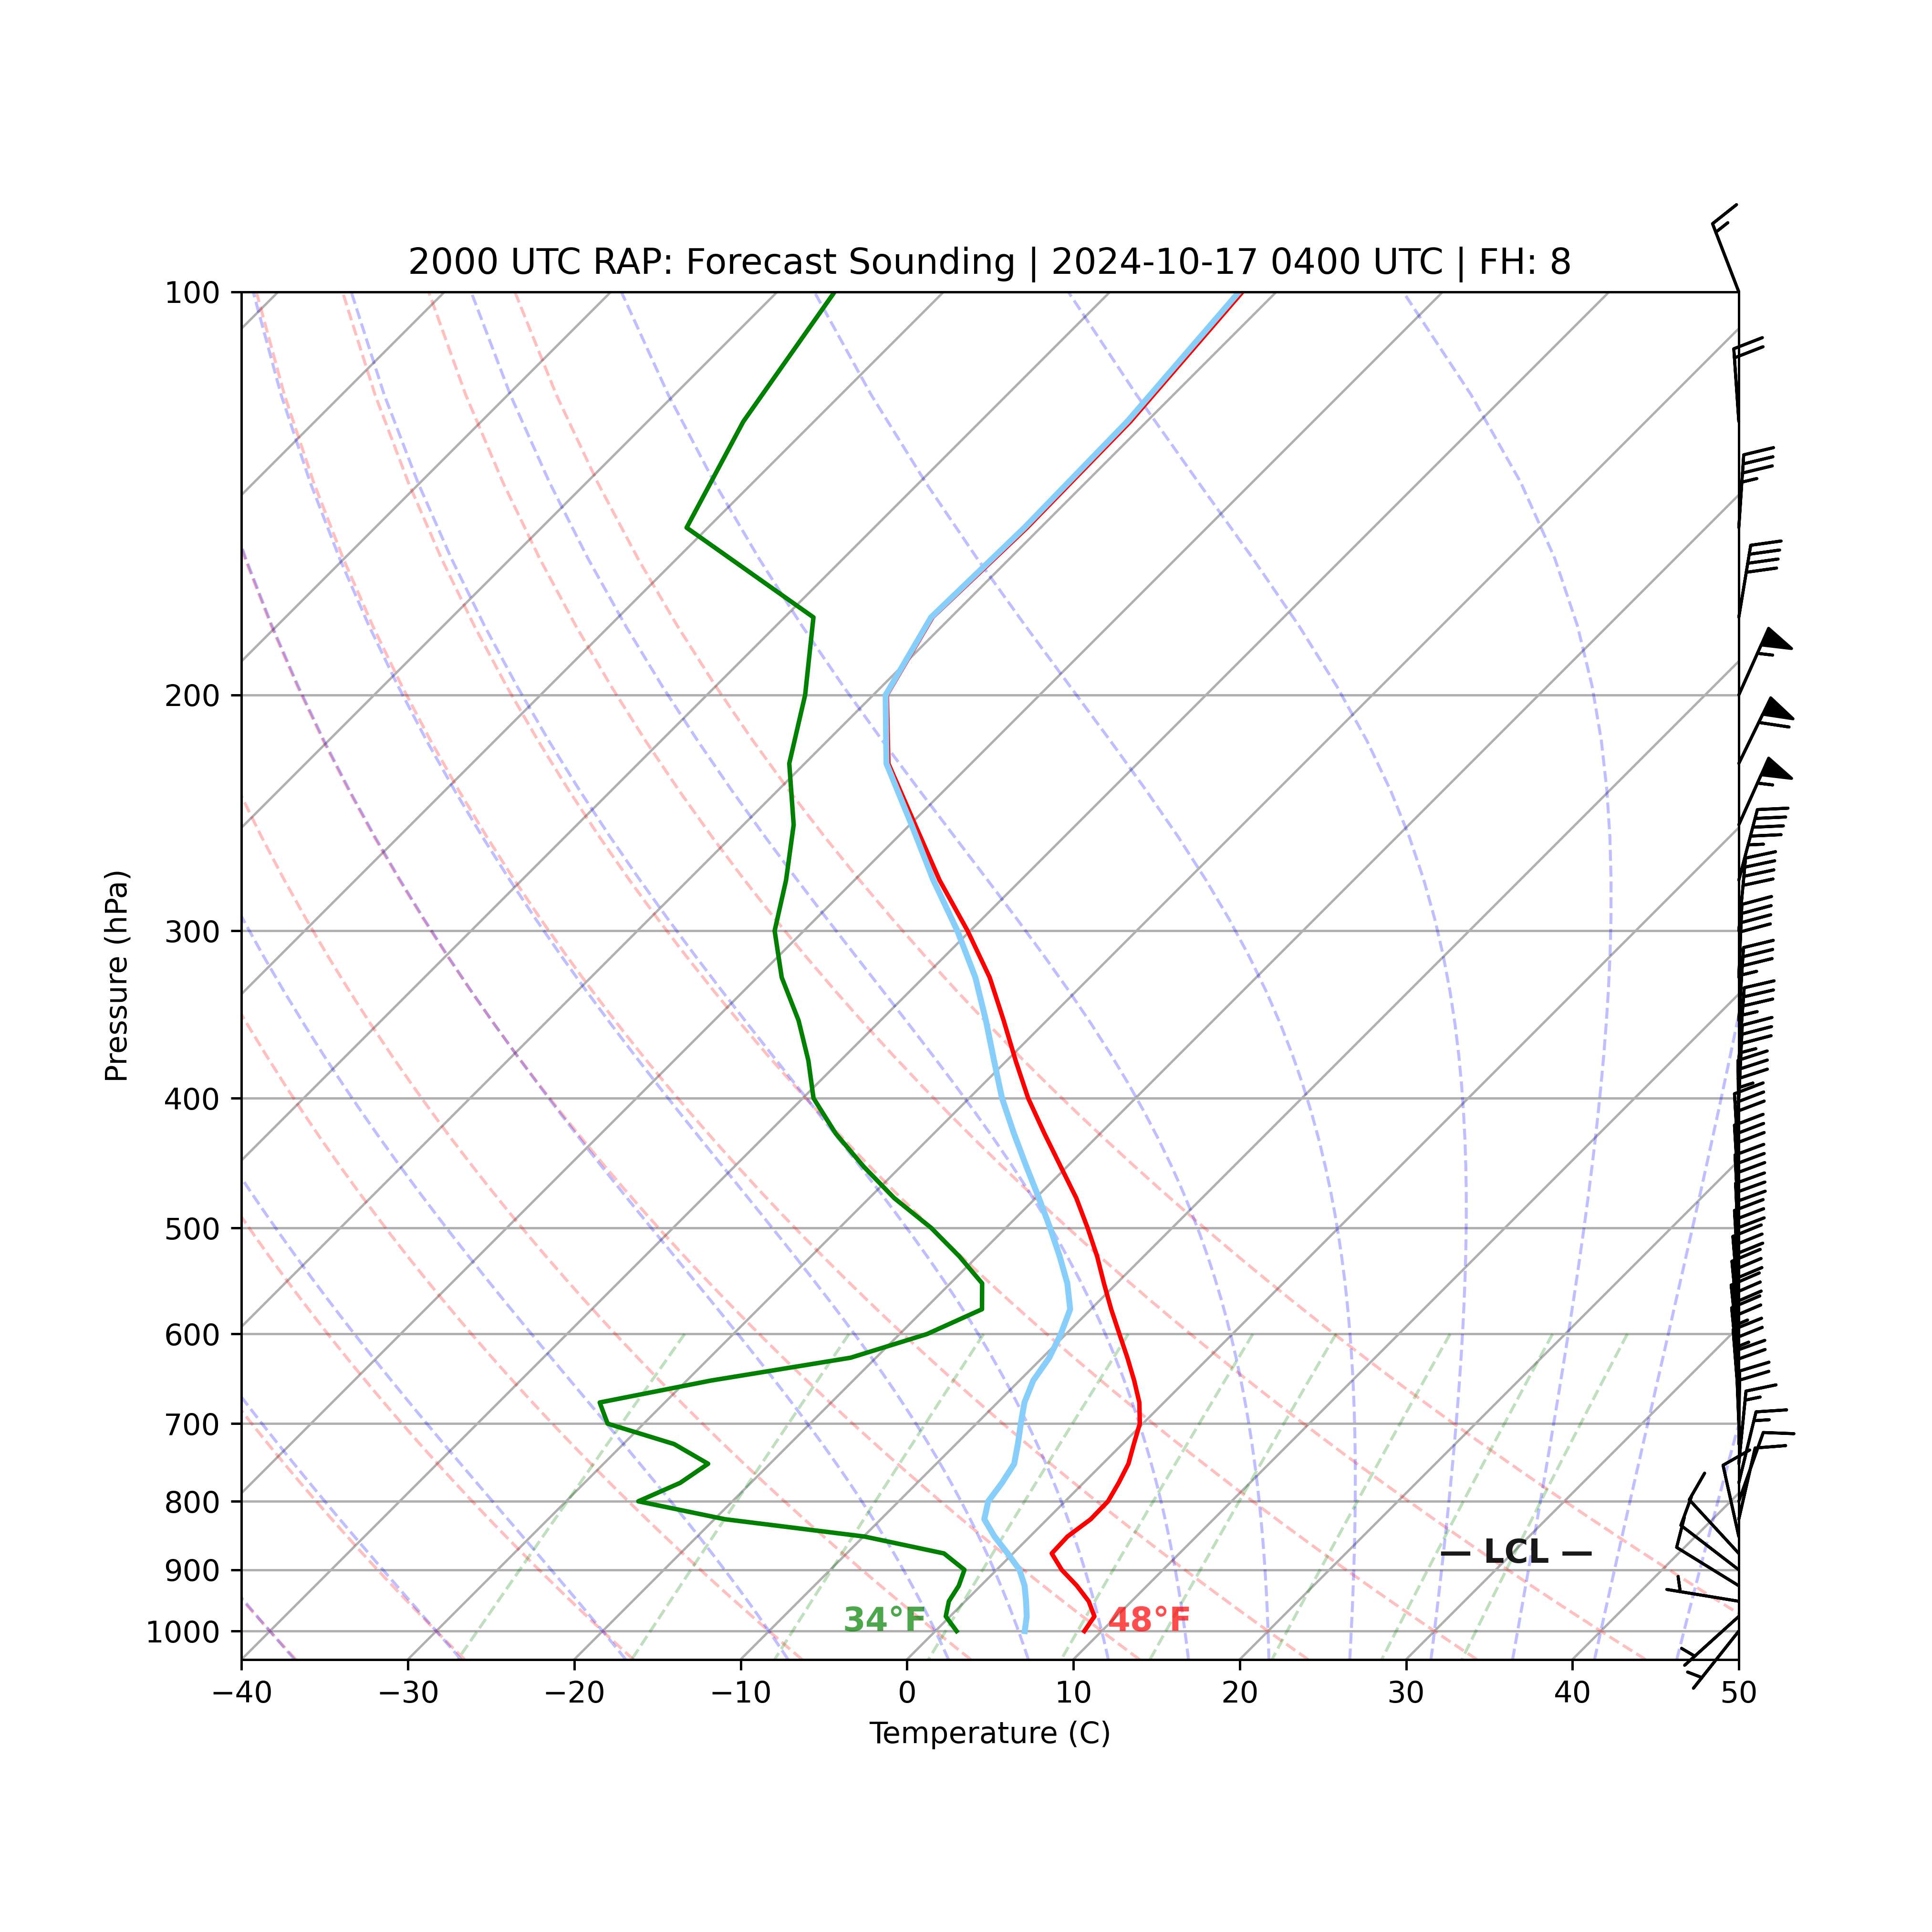 2000 UTC RAP: Forecast Sounding | 2024-10-17 0400 UTC | FH: 8
100
200
300
400
500
600
700
800
900
1000
Pressure (hPa)
— LCL —
34°F
48°F
−40 −30 −20 −10 0 10 20 30 40 50
Temperature (C)